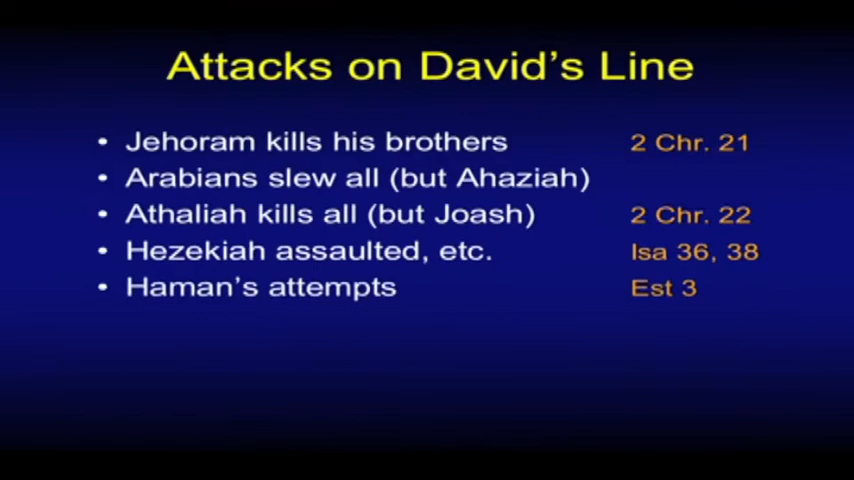 Attacks on David's Line
• Jehoram kills his brothers 2 Chr. 21
• Arabians slew all (but Ahaziah)
• Athaliah kills all (but Joash) 2 Chr. 22
• Hezekiah assaulted, etc. Isa 36, 38
• Haman's attempts Est 3